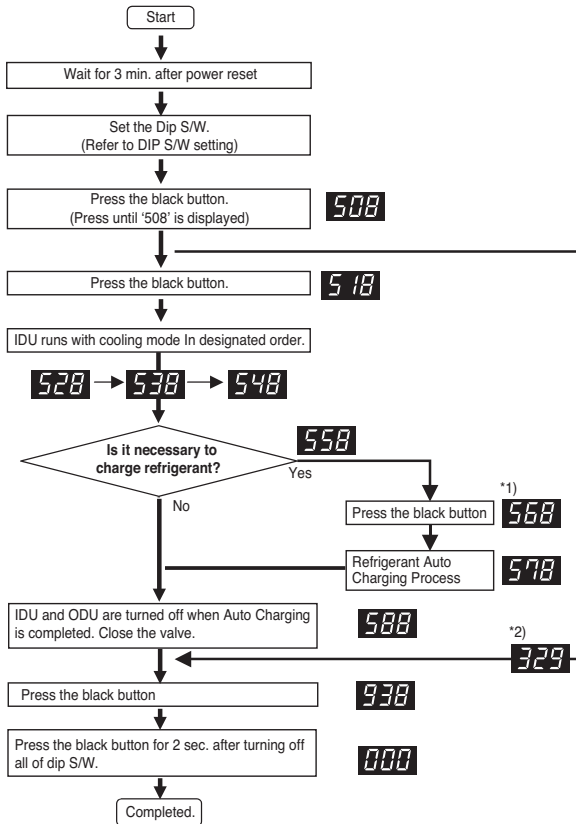 Start
Wait for 3 min. after power reset
Set the Dip S/W.
(Refer to DIP S/W setting)
Press the black button.
(Press until ‘508’ is displayed)
508
Press the black button.
518
IDU runs with cooling mode In designated order.
528
538
548
558
Is it necessary to
charge refrigerant?
Yes
No
*1)
Press the black button
568
Refrigerant Auto
Charging Process
578
IDU and ODU are turned off when Auto Charging
is completed. Close the valve.
588
*2)
329
Press the black button
938
Press the black button for 2 sec. after turning off
all of dip S/W.
000
Completed.